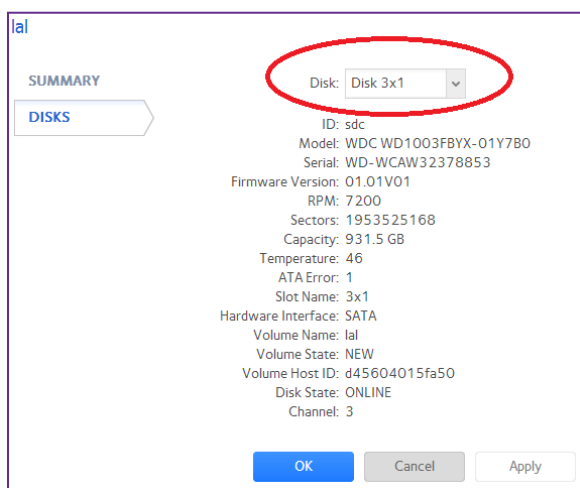 lal
SUMMARY
DISKS
Disk: Disk 3x1
ID: sdc
Model: WDC WD1003FBYX-01Y7B0
Serial: WD-WCAW32378853
Firmware Version: 01.01V01
RPM: 7200
Sectors: 1953525168
Capacity: 931.5 GB
Temperature: 46
ATA Error: 1
Slot Name: 3x1
Hardware Interface: SATA
Volume Name: lal
Volume State: NEW
Volume Host ID: d45604015fa50
Disk State: ONLINE
Channel: 3
OK Cancel Apply